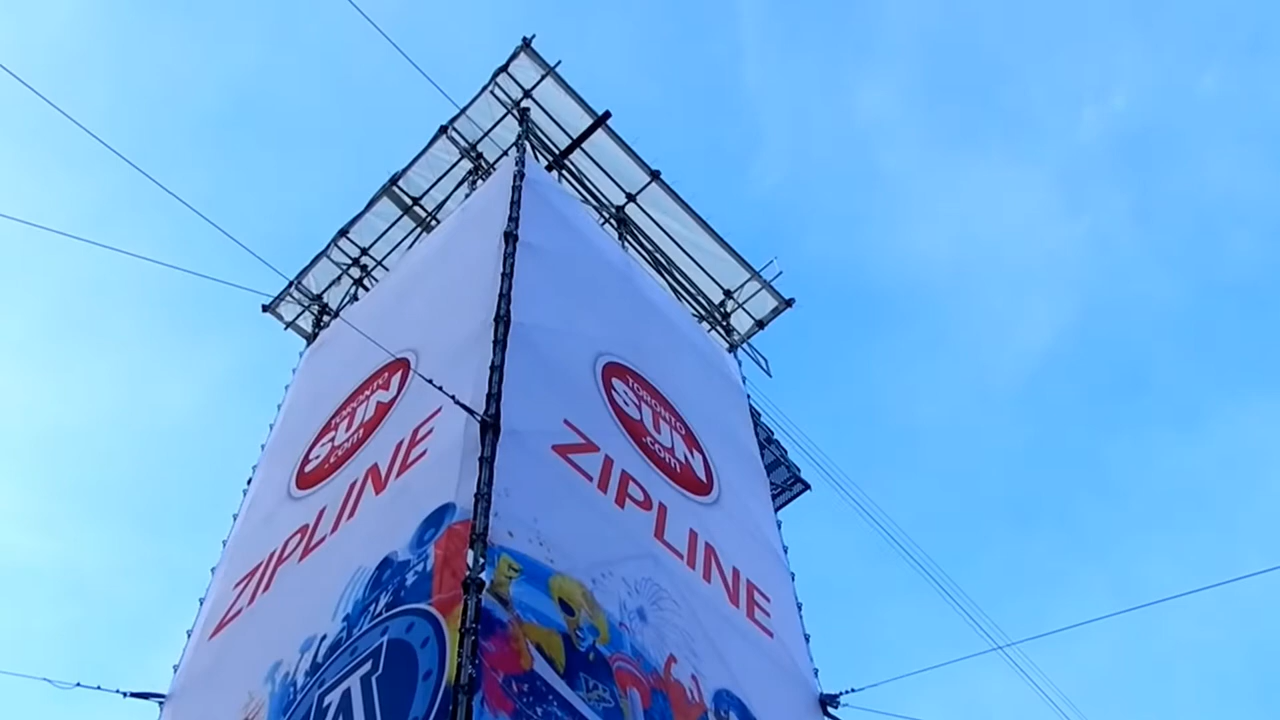 TORONTO
SUN
.com
ZIPLINE
TORONTO
SUN
.com
ZIPLINE
A